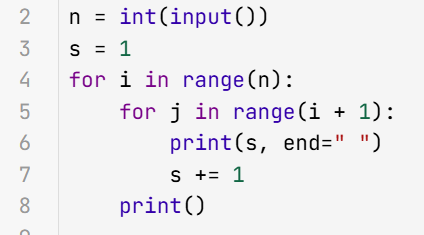 2 n = int(input())
3 s = 1
4 for i in range(n):
5     for j in range(i + 1):
6         print(s, end=" ")
7         s += 1
8     print()